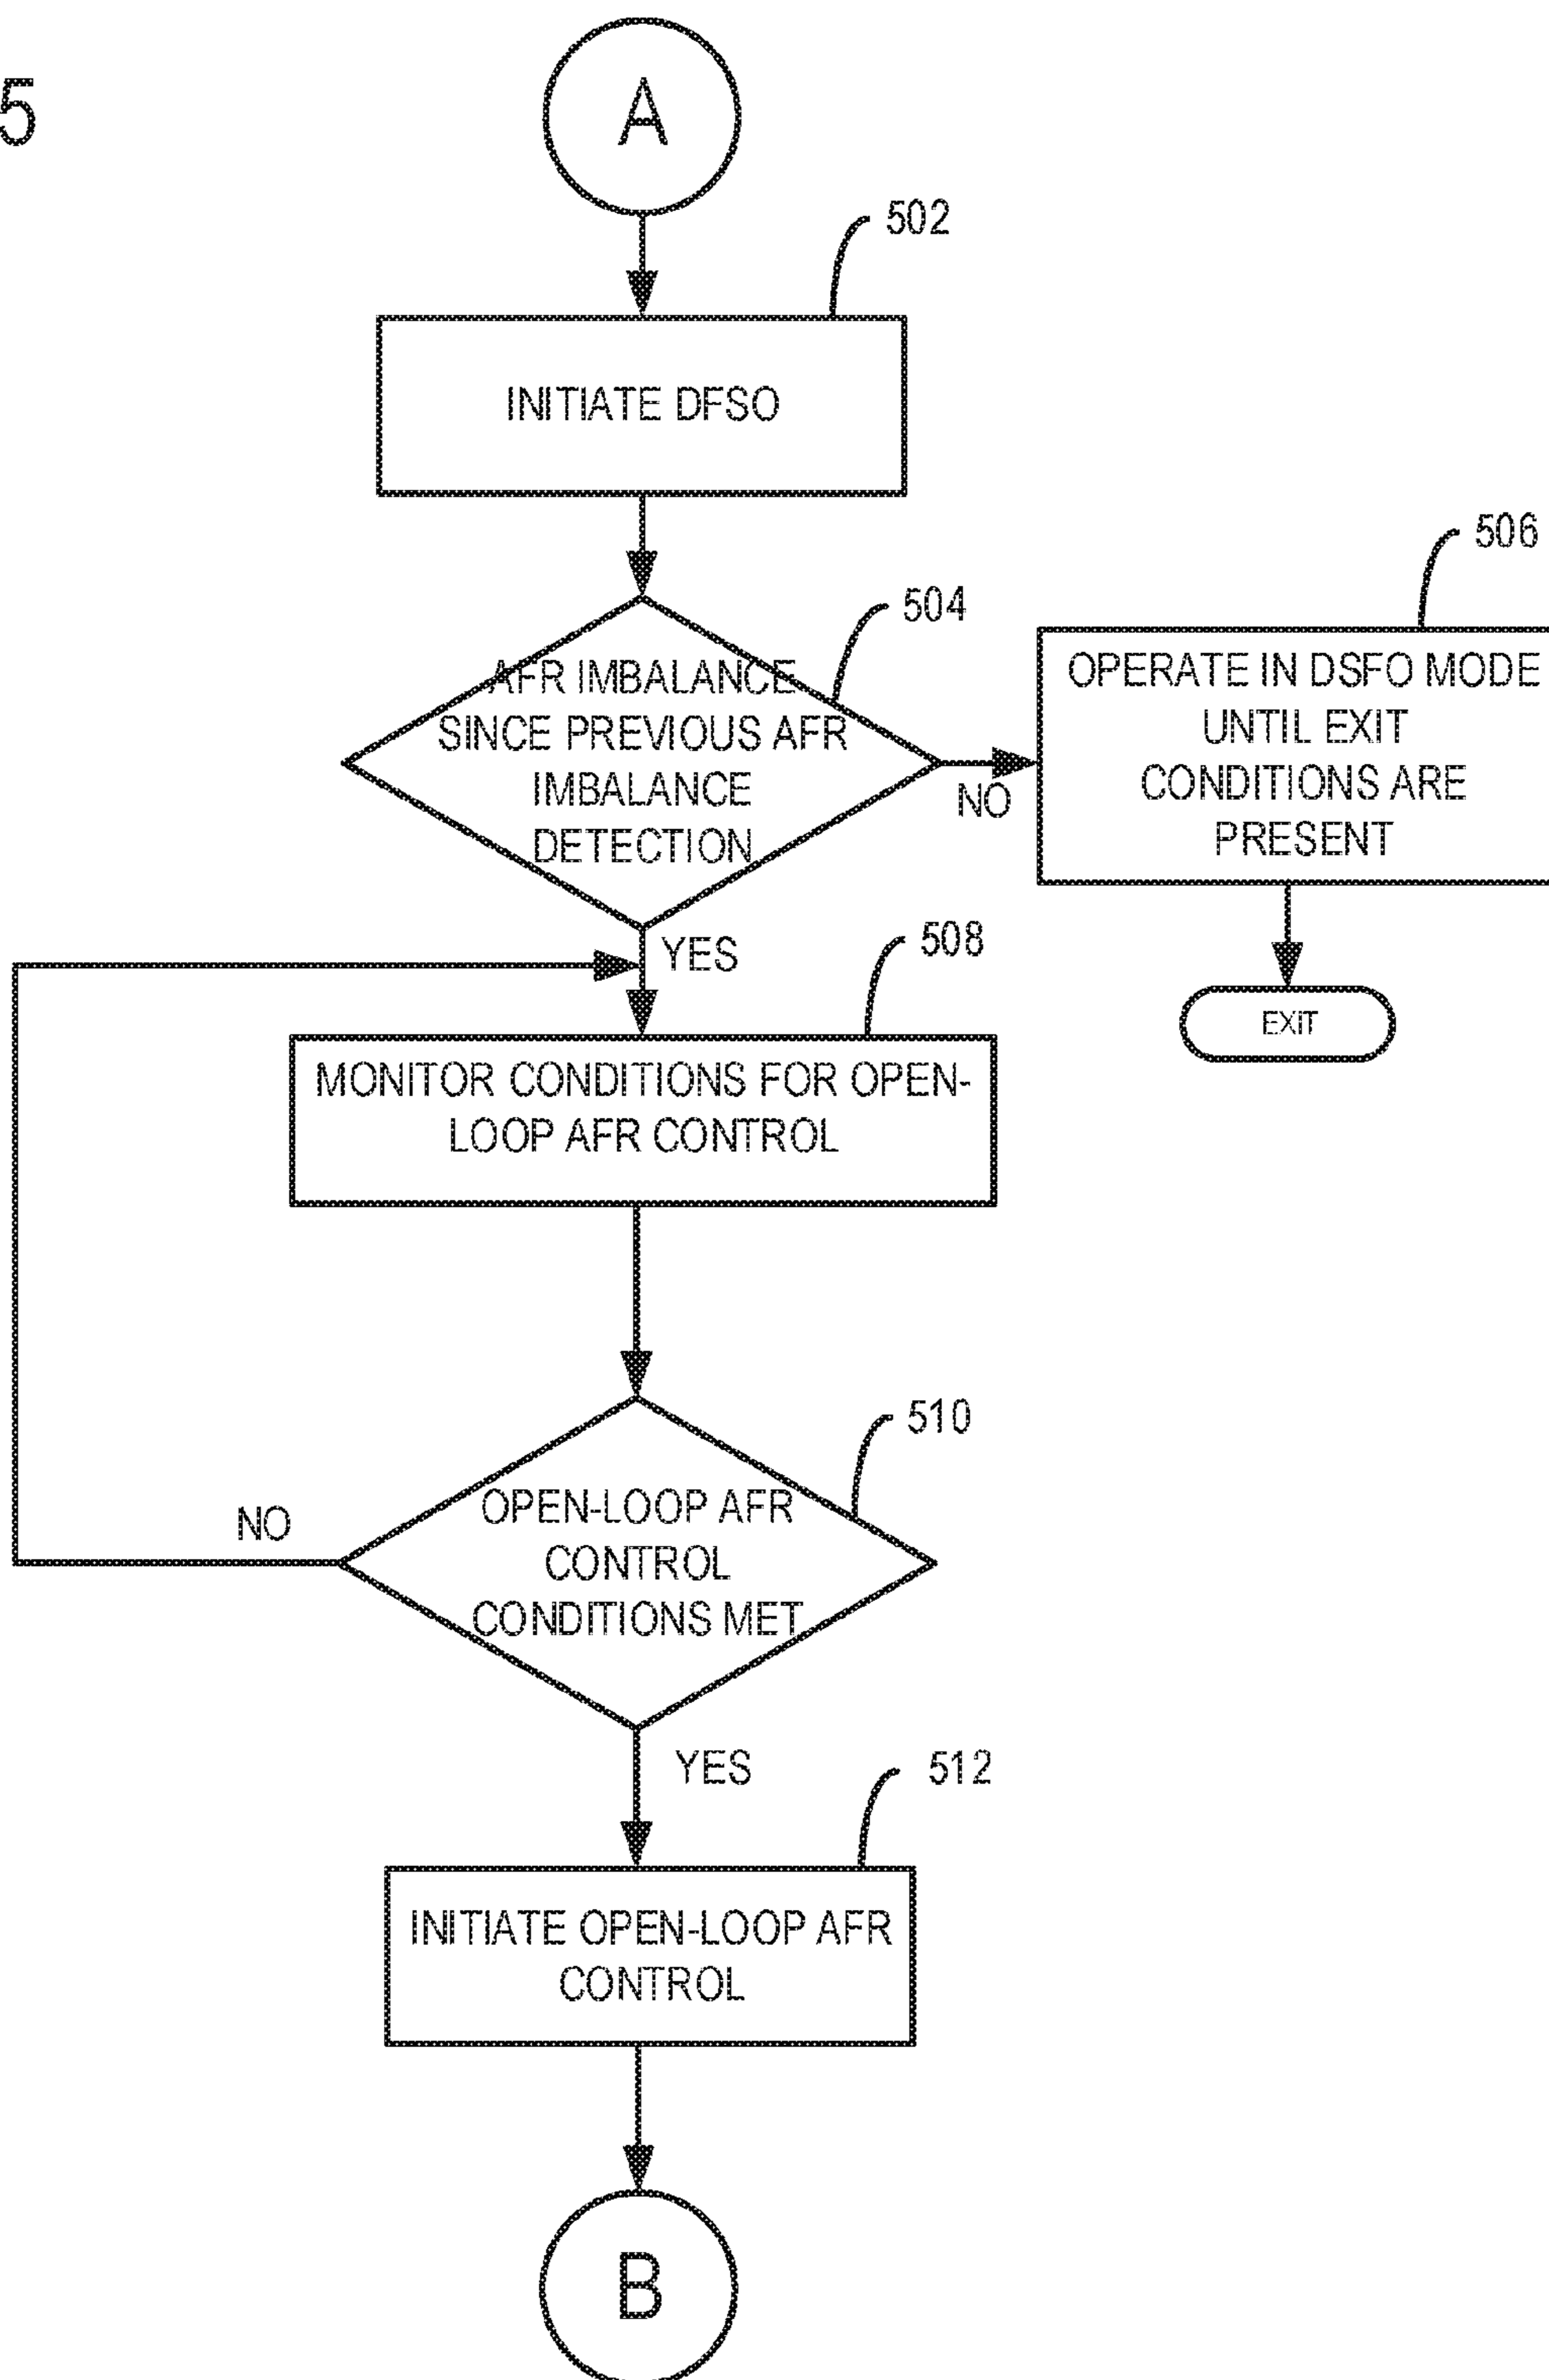 5
A
502
INITIATE DFSO
504
AFR IMBALANCE
SINCE PREVIOUS AFR
IMBALANCE
DETECTION
506
OPERATE IN DSFO MODE
UNTIL EXIT
CONDITIONS ARE
PRESENT
NO
EXIT
YES
508
MONITOR CONDITIONS FOR OPEN-
LOOP AFR CONTROL
510
OPEN-LOOP AFR
CONTROL
CONDITIONS MET
NO
YES
512
INITIATE OPEN-LOOP AFR
CONTROL
B